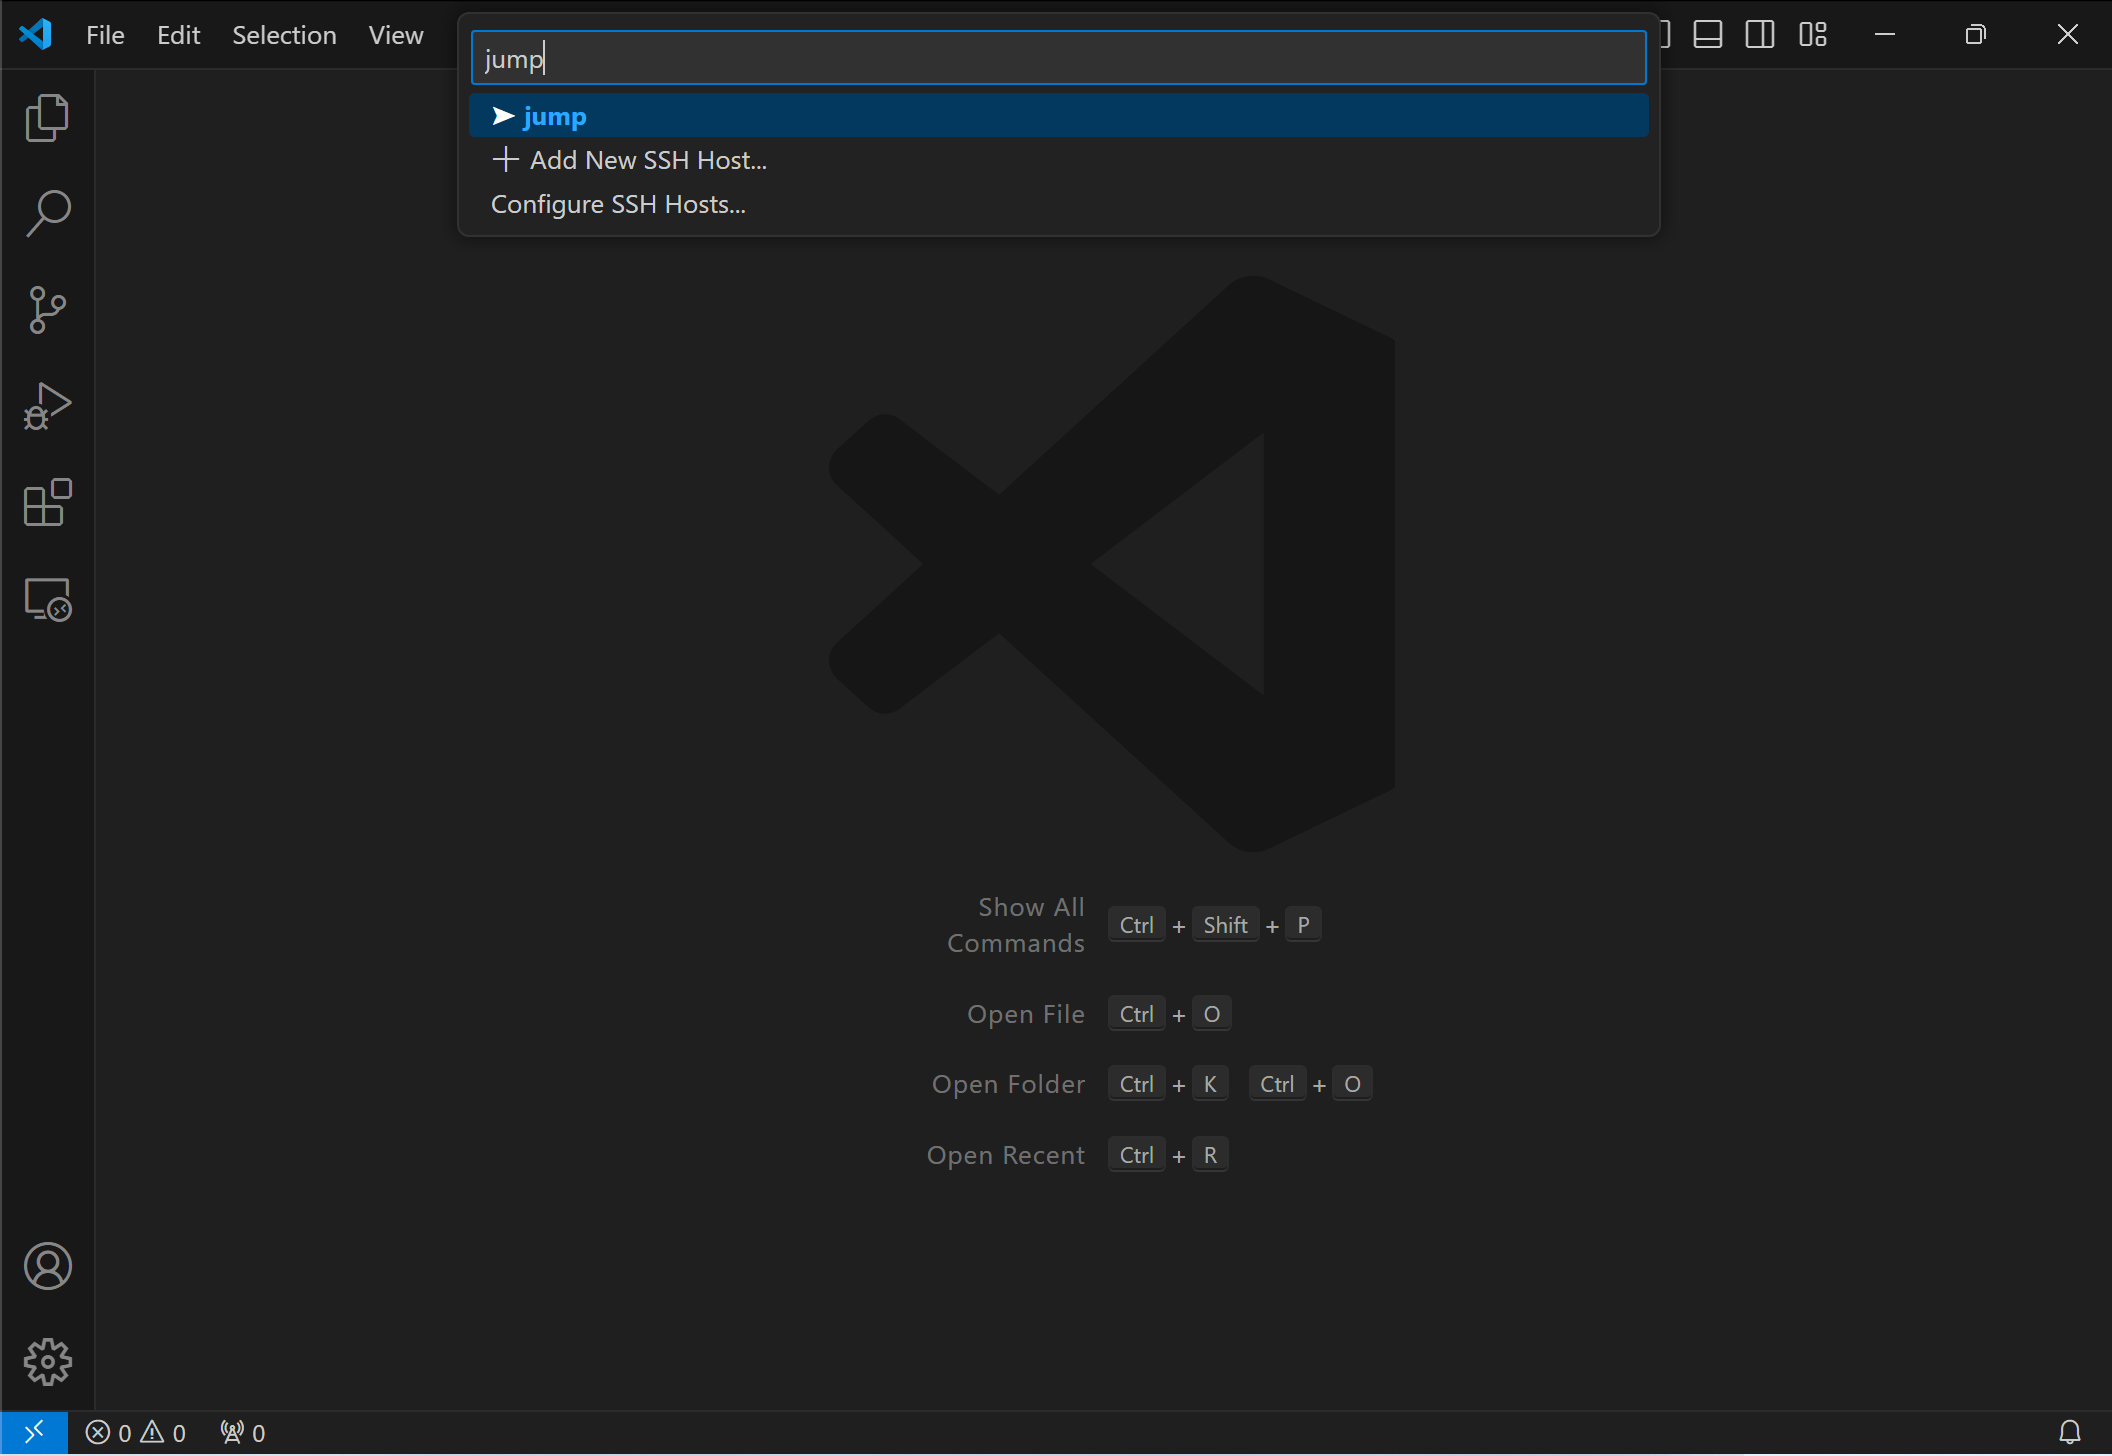 File Edit Selection View
jump
jump
Add New SSH Host...
Configure SSH Hosts...
Show All
Commands
Ctrl + Shift + P
Open File Ctrl + O
Open Folder Ctrl + K Ctrl + O
Open Recent Ctrl + R
0 0 0